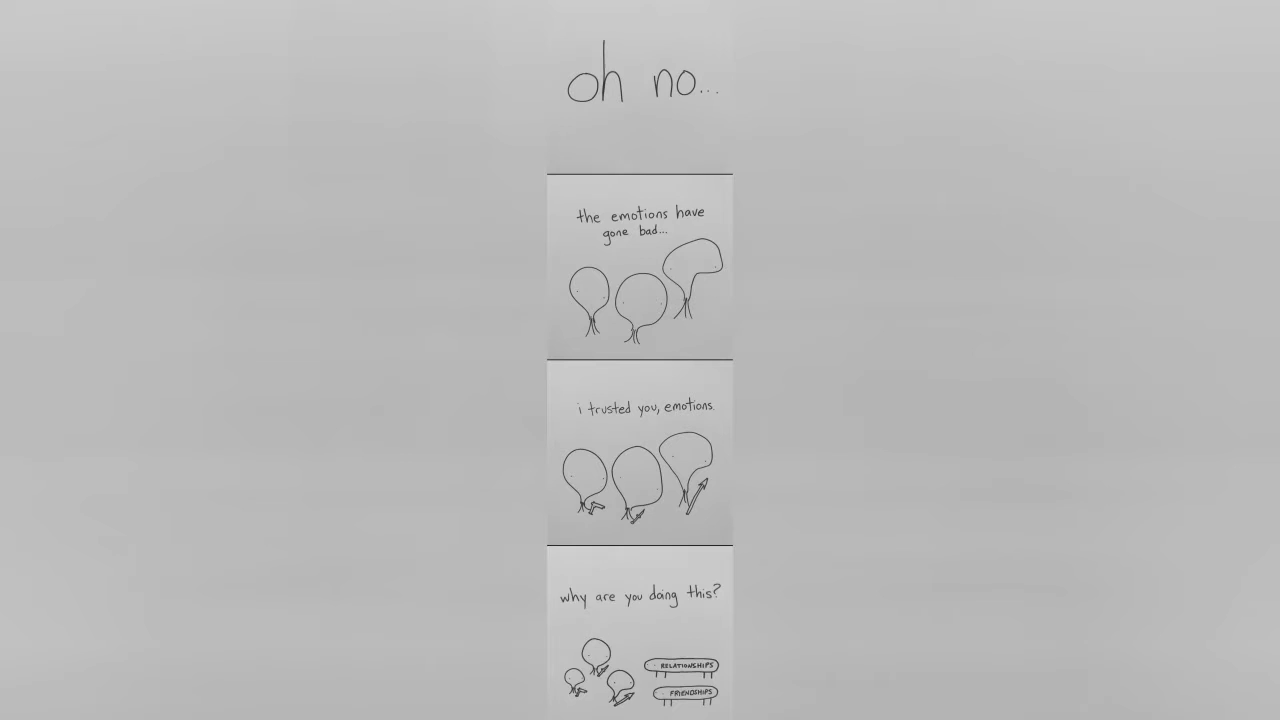 oh no...
the emotions have
gone bad...
i trusted you, emotions.
why are you doing this?
RELATIONSHIPS
FRIENDSHIPS